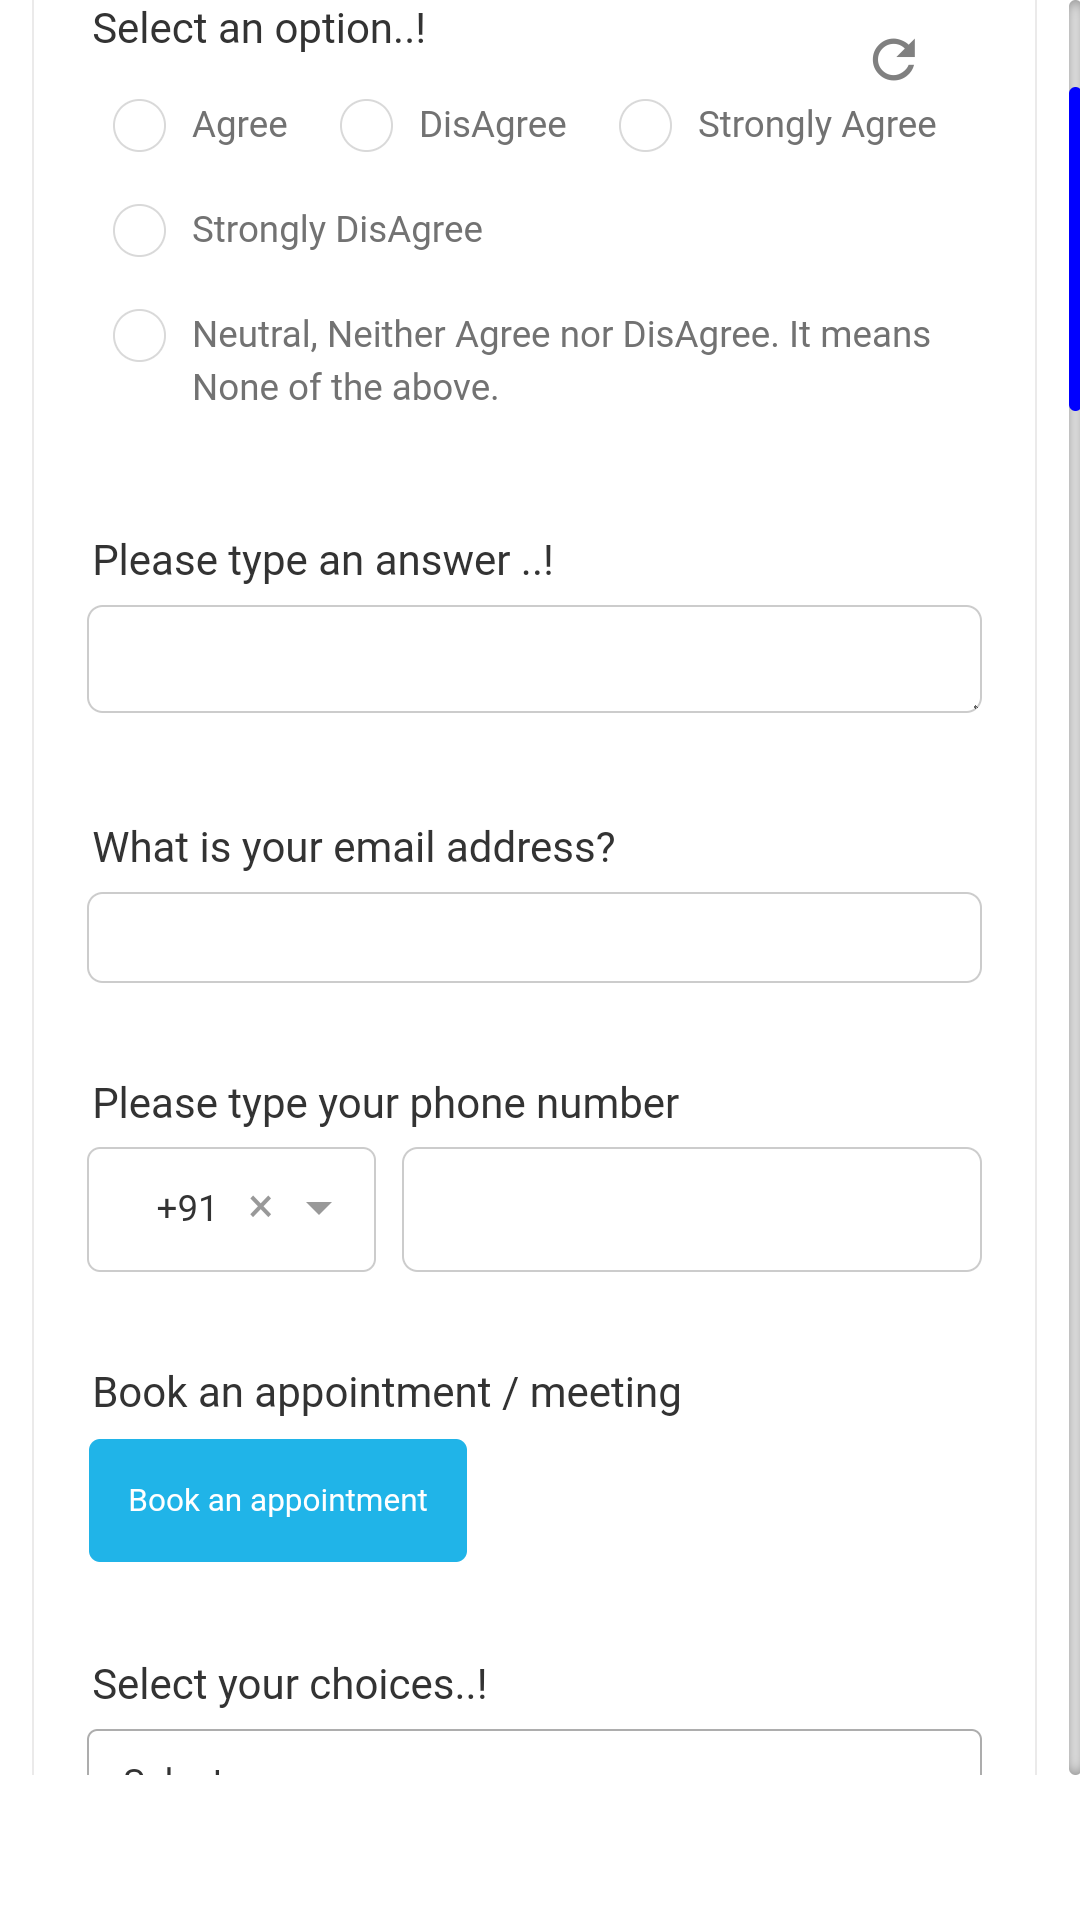 Select an option..!
Agree DisAgree Strongly Agree
Strongly DisAgree
Neutral, Neither Agree nor DisAgree. It means
None of the above.
Please type an answer ..!
What is your email address?
Please type your phone number
+91 ×
Book an appointment / meeting
Book an appointment
Select your choices..!